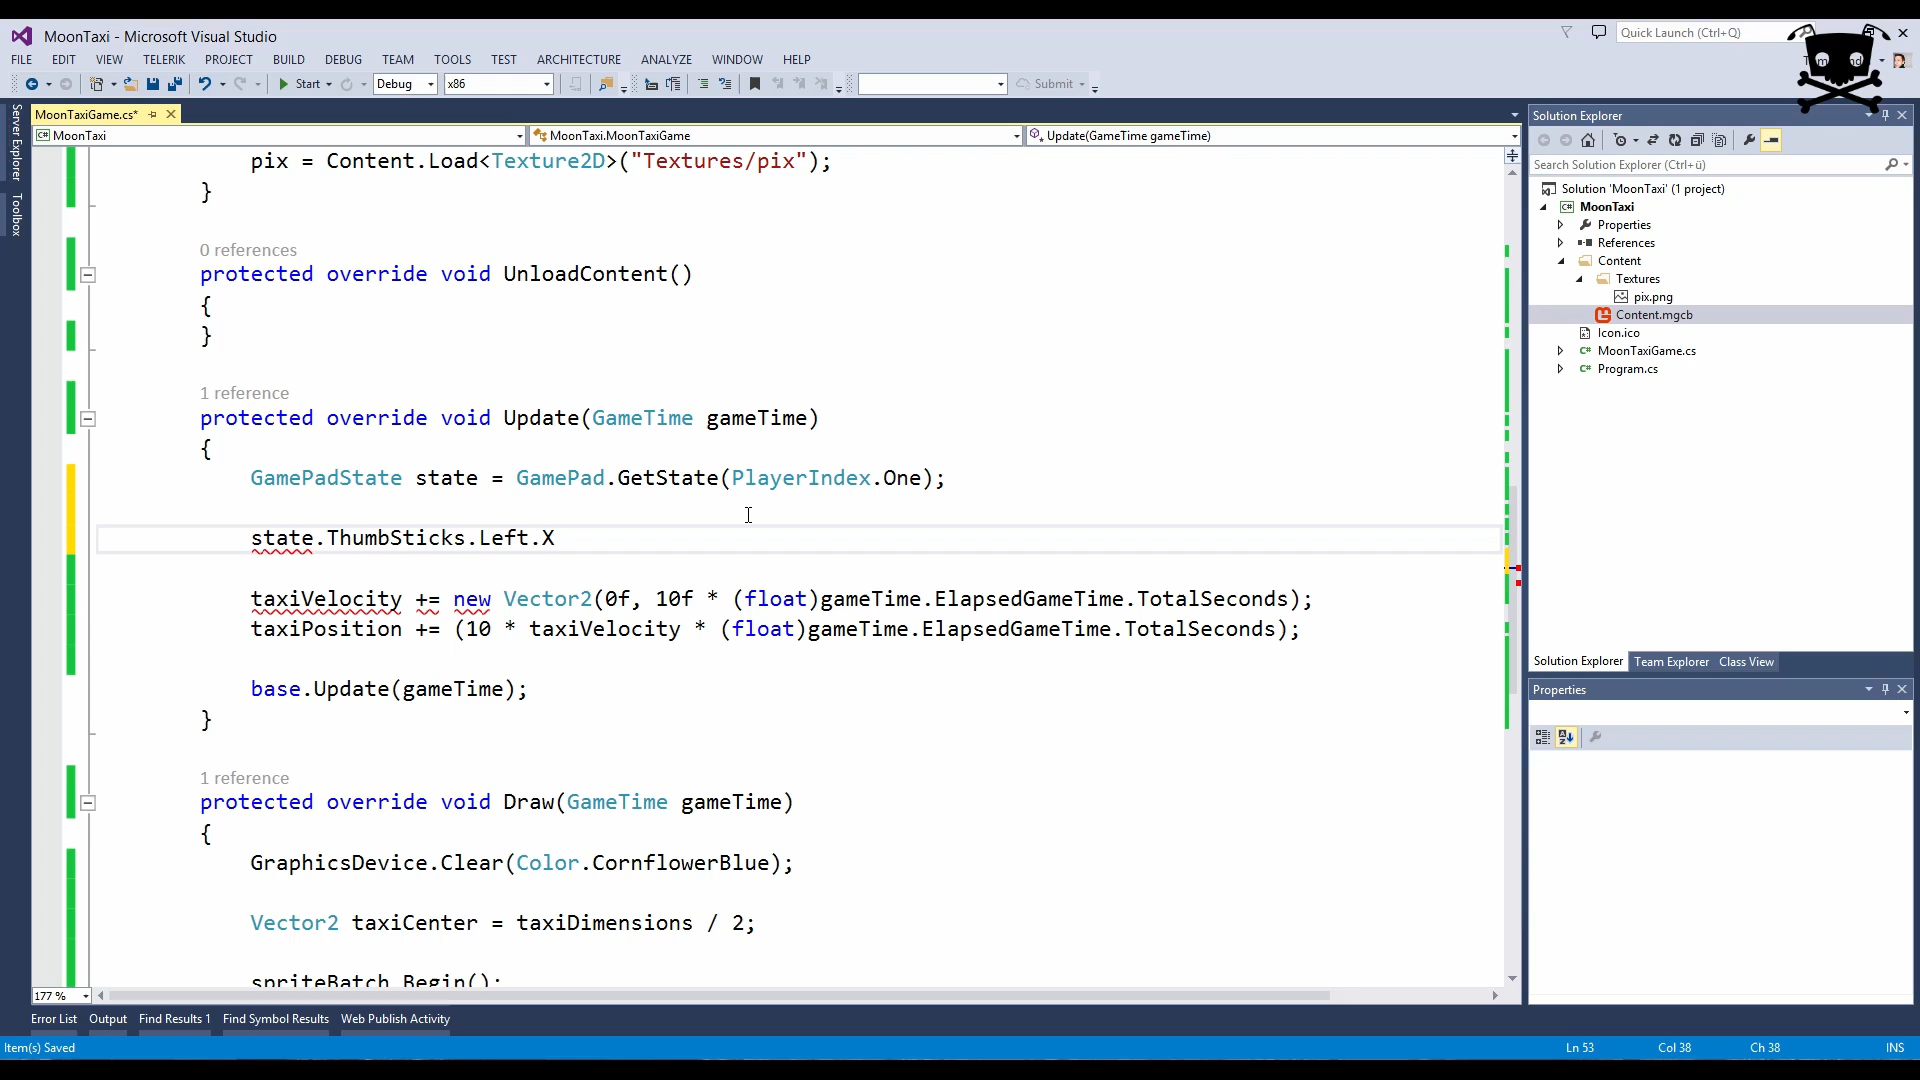 MoonTaxi - Microsoft Visual Studio
Quick Launch (Ctrl+Q)
FILE EDIT VIEW TELERIK PROJECT BUILD DEBUG TEAM TOOLS TEST ARCHITECTURE ANALYZE WINDOW HELP
Start Debug x86 Submit
Server Explorer
Toolbox
MoonTaxiGame.cs*
MoonTaxi MoonTaxi.MoonTaxiGame Update(GameTime gameTime)
pix = Content.Load<Texture2D>("Textures/pix");
}
0 references
protected override void UnloadContent()
{
}
1 reference
protected override void Update(GameTime gameTime)
{
GamePadState state = GamePad.GetState(PlayerIndex.One);
state.ThumbSticks.Left.X
taxiVelocity += new Vector2(0f, 10f * (float)gameTime.ElapsedGameTime.TotalSeconds);
taxiPosition += (10 * taxiVelocity * (float)gameTime.ElapsedGameTime.TotalSeconds);
base.Update(gameTime);
}
1 reference
protected override void Draw(GameTime gameTime)
{
GraphicsDevice.Clear(Color.CornflowerBlue);
Vector2 taxiCenter = taxiDimensions / 2;
spriteBatch.Begin();
177 %
Solution Explorer
Search Solution Explorer (Ctrl+ü)
Solution 'MoonTaxi' (1 project)
MoonTaxi
Properties
References
Content
Textures
pix.png
Content.mgcb
Icon.ico
MoonTaxiGame.cs
Program.cs
Solution Explorer Team Explorer Class View
Properties
Error List Output Find Results 1 Find Symbol Results Web Publish Activity
Item(s) Saved Ln 53 Col 38 Ch 38 INS